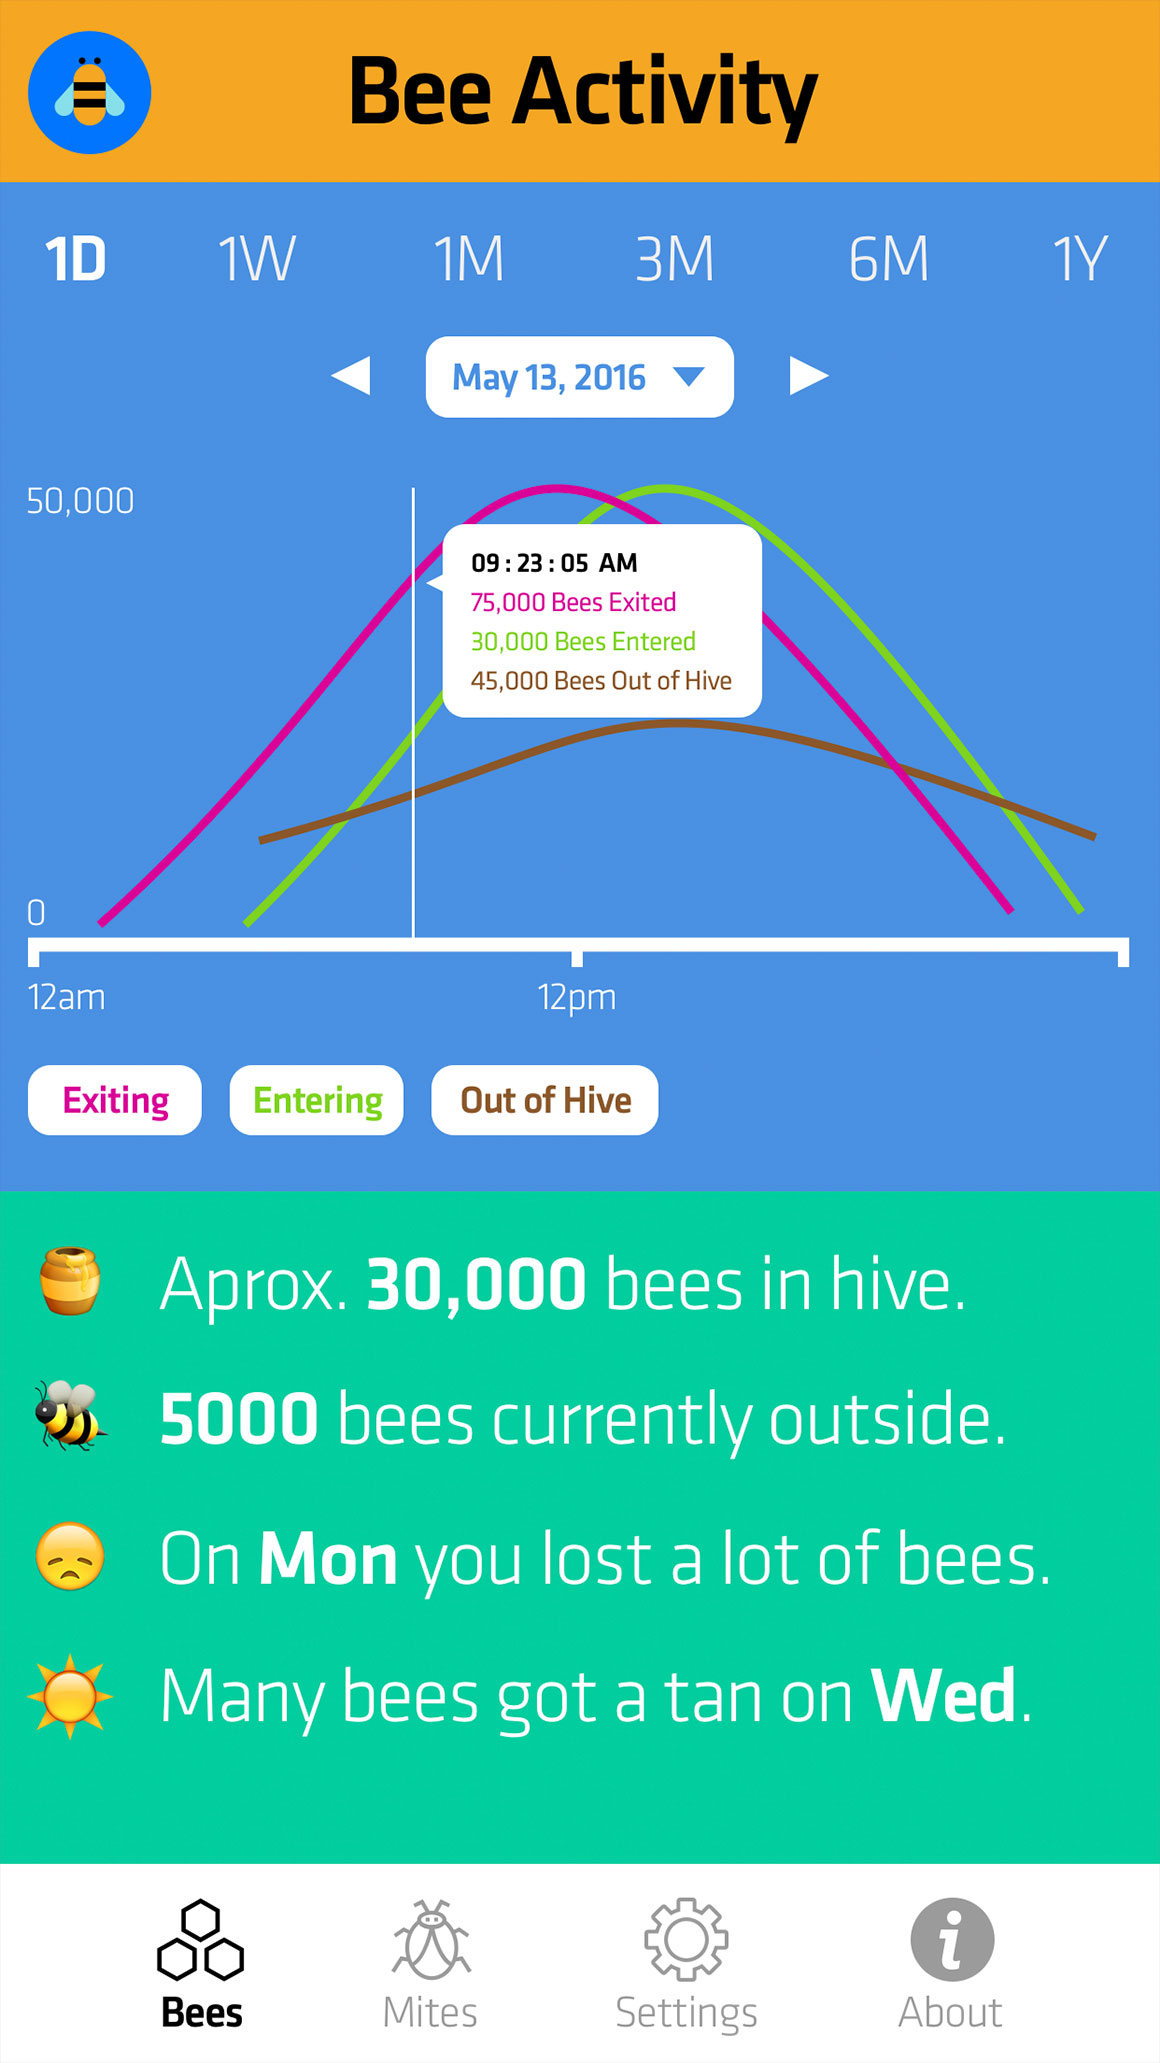 Bee Activity
1D 1W 1M 3M 6M 1Y
May 13, 2016
50,000
09 : 23 : 05 AM
75,000 Bees Exited
30,000 Bees Entered
45,000 Bees Out of Hive
0
12am 12pm
Exiting Entering Out of Hive
Aprox. 30,000 bees in hive.
5000 bees currently outside.
On Mon you lost a lot of bees.
Many bees got a tan on Wed.
Bees Mites Settings About